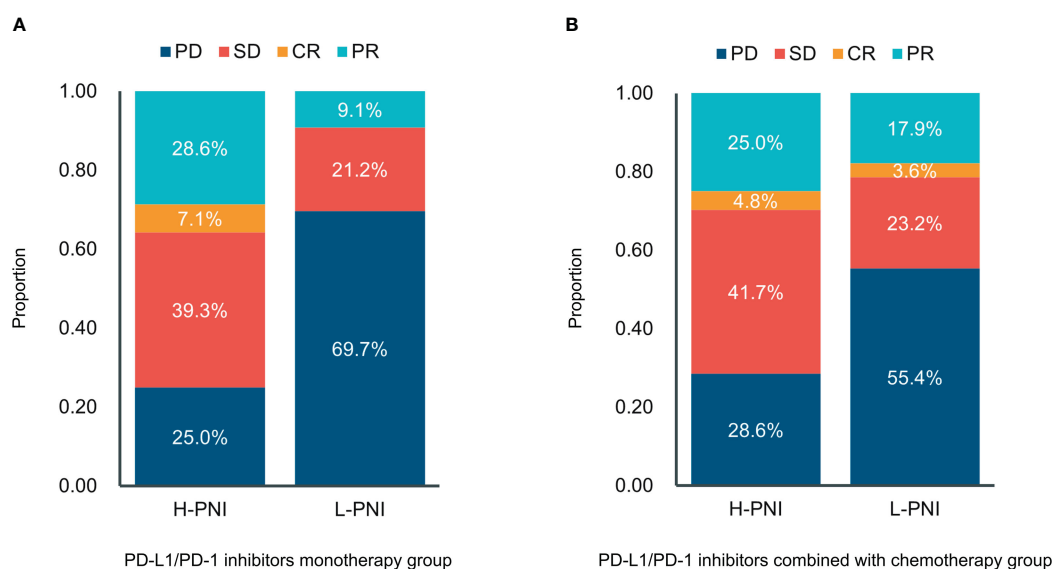 A
PD SD CR PR
1.00
0.80
0.60
0.40
0.20
0.00
Proportion
28.6%
7.1%
39.3%
25.0%
9.1%
21.2%
69.7%
H-PNI L-PNI
PD-L1/PD-1 inhibitors monotherapy group
B
PD SD CR PR
1.00
0.80
0.60
0.40
0.20
0.00
Proportion
25.0%
4.8%
41.7%
28.6%
17.9%
3.6%
23.2%
55.4%
H-PNI L-PNI
PD-L1/PD-1 inhibitors combined with chemotherapy group